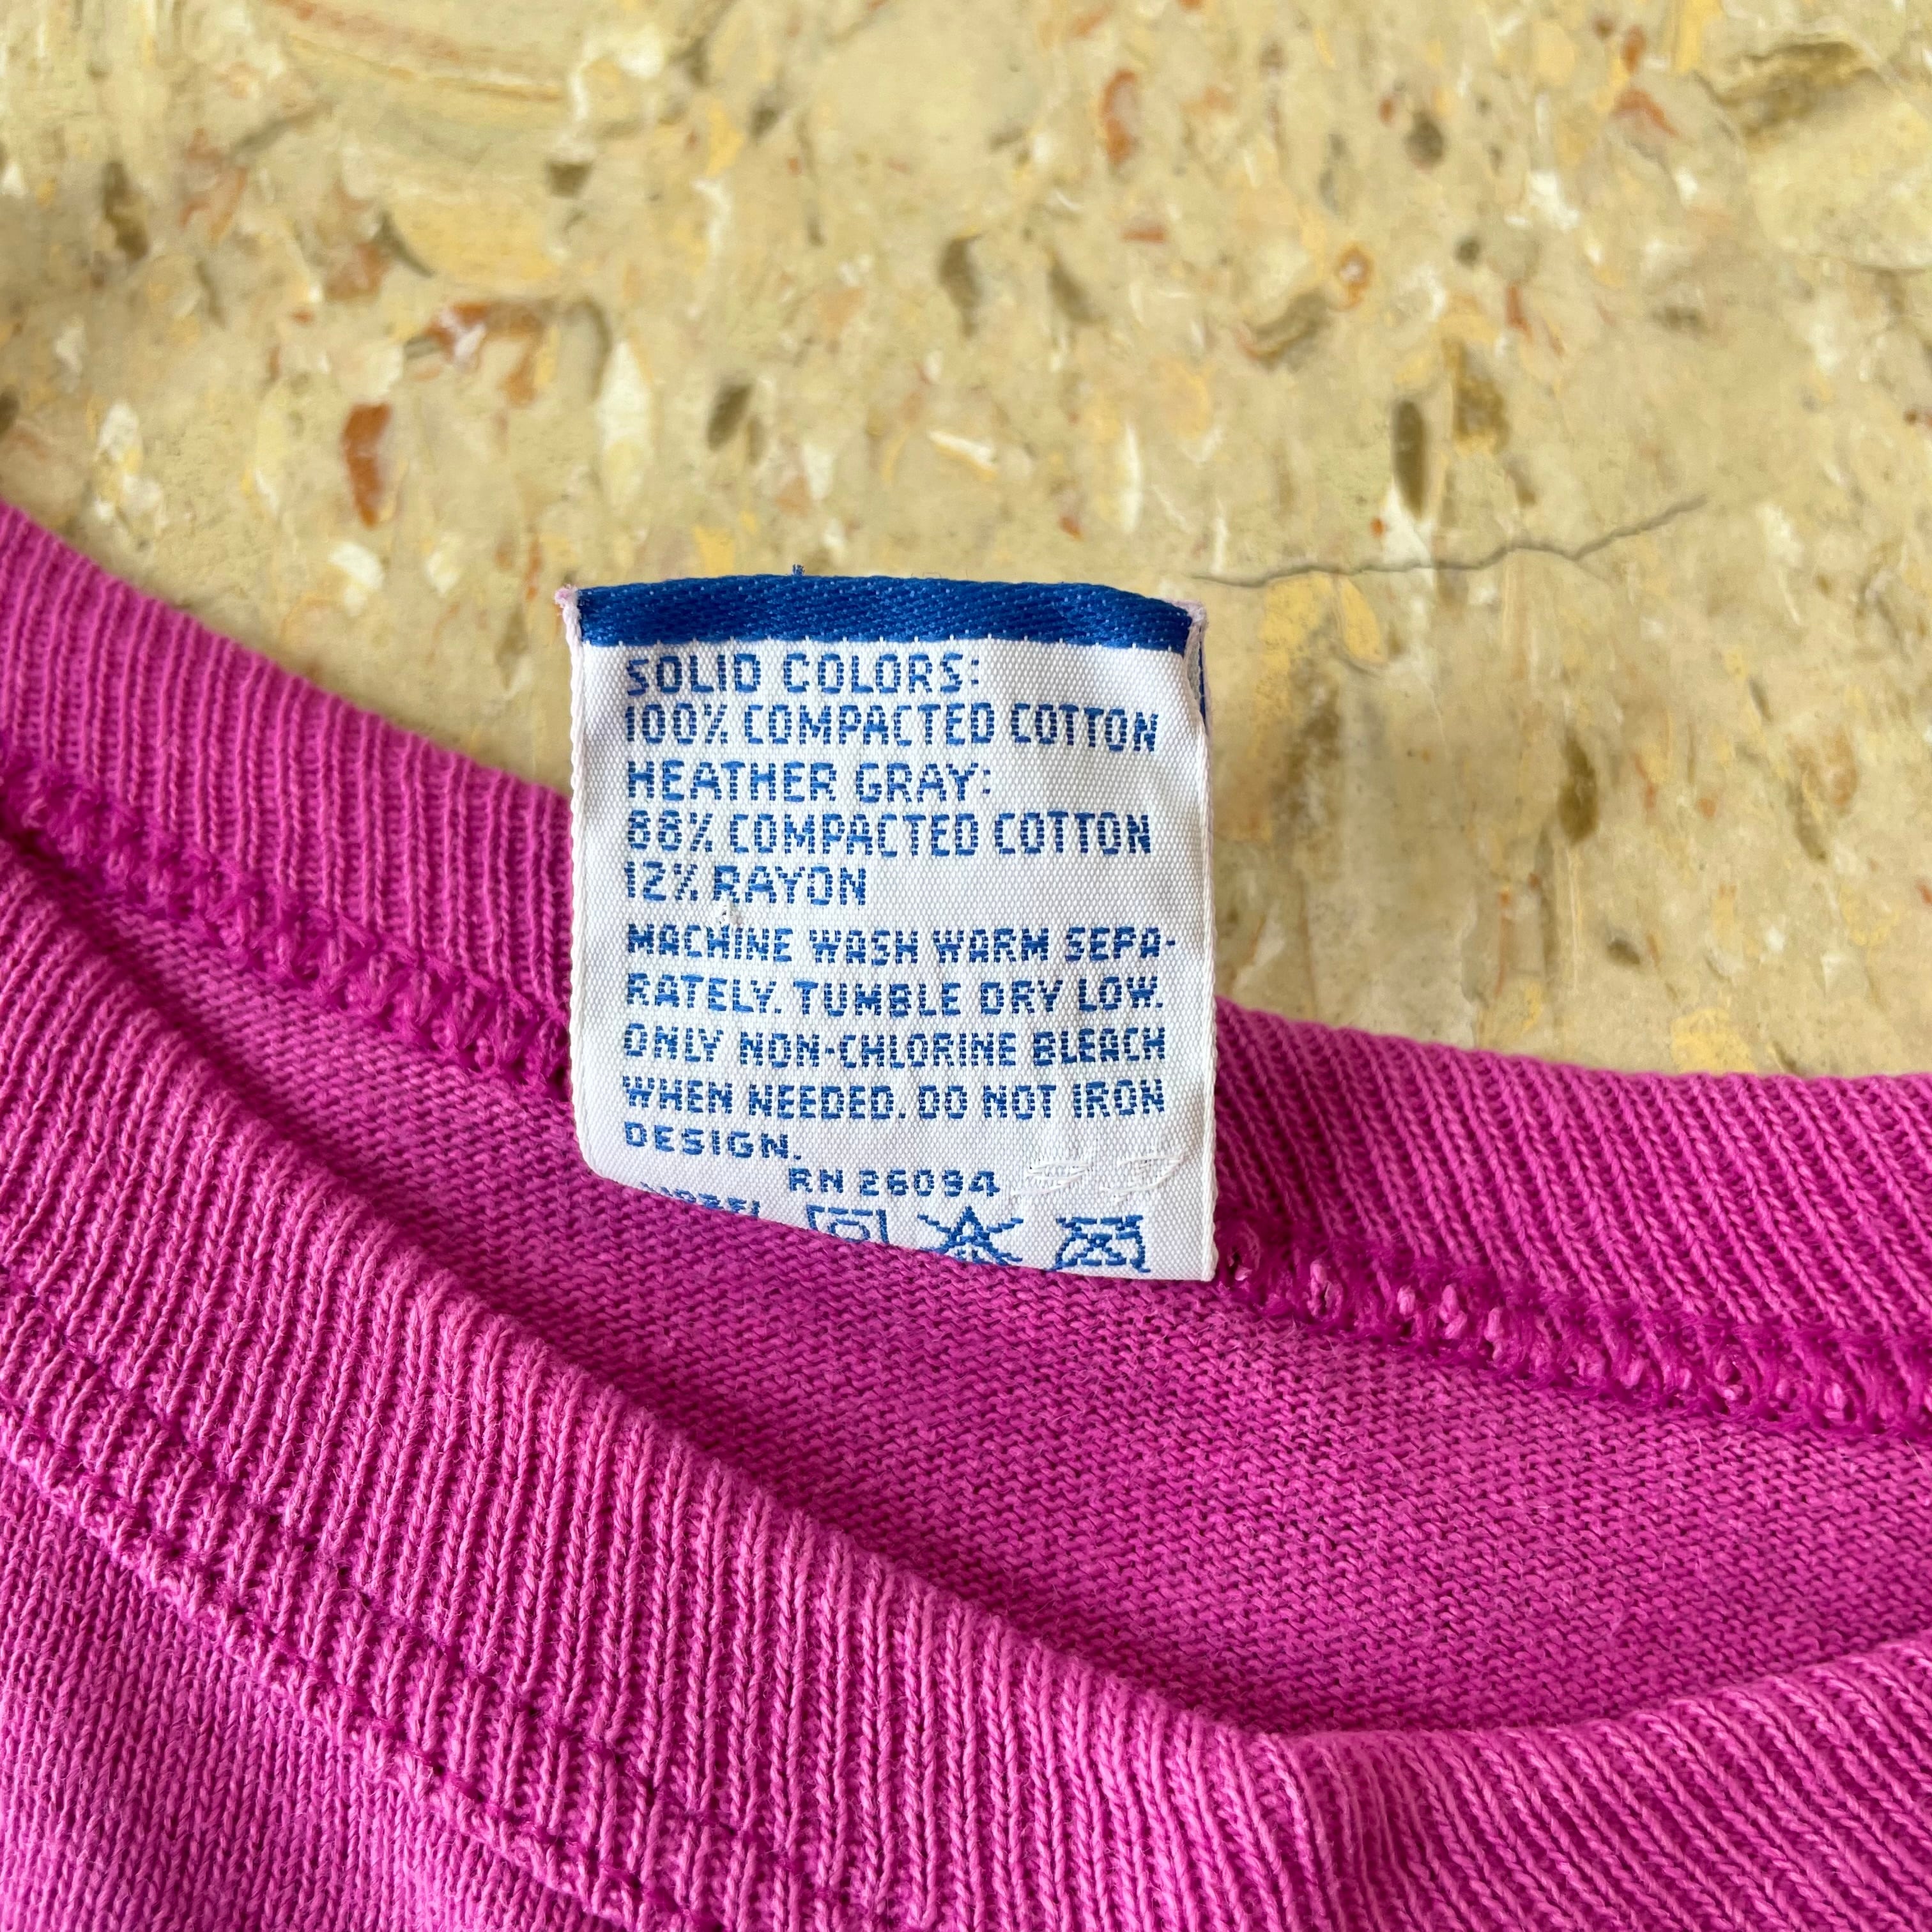 SOLID COLORS:
100% COMPACTED COTTON
HEATHER GRAY:
88% COMPACTED COTTON
12% RAYON
MACHINE WASH WARM SEPA-
RATELY. TUMBLE DRY LOW.
ONLY NON-CHLORINE BLEACH
WHEN NEEDED. DO NOT IRON
DESIGN.
RN 26094